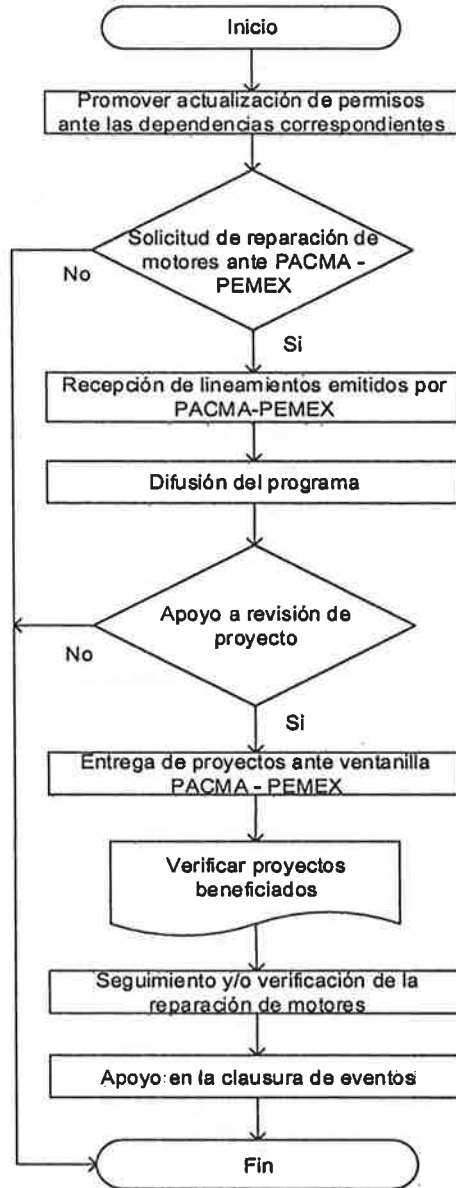 Inicio
Promover actualización de permisos
ante las dependencias correspondientes
Solicitud de reparación de
motores ante PACMA -
PEMEX
No
Si
Recepción de lineamientos emitidos por
PACMA-PEMEX
Difusión del programa
Apoyo a revisión de
proyecto
No
Si
Entrega de proyectos ante ventanilla
PACMA - PEMEX
Verificar proyectos
beneficiados
Seguimiento y/o verificación de la
reparación de motores
Apoyo en la clausura de eventos
Fin